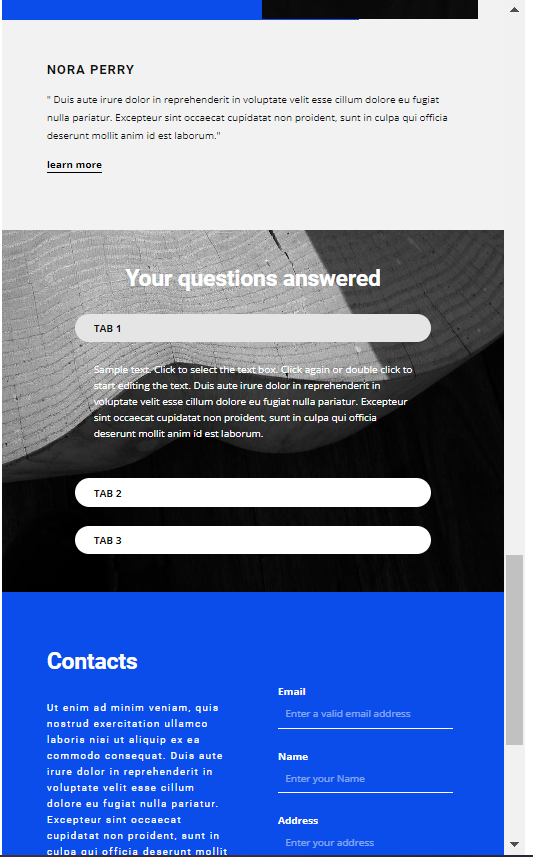 NORA PERRY
" Duis aute irure dolor in reprehenderit in voluptate velit esse cillum dolore eu fugiat
nulla pariatur. Excepteur sint occaecat cupidatat non proident, sunt in culpa qui officia
deserunt mollit anim id est laborum."
learn more
Your questions answered
TAB 1
Sample text. Click to select the text box. Click again or double click to
start editing the text. Duis aute irure dolor in reprehenderit in
voluptate velit esse cillum dolore eu fugiat nulla pariatur. Excepteur
sint occaecat cupidatat non proident, sunt in culpa qui officia
deserunt mollit anim id est laborum.
TAB 2
TAB 3
Contacts
Ut enim ad minim veniam, quis
nostrud exercitation ullamco
laboris nisi ut aliquip ex ea
commodo consequat. Duis aute
irure dolor in reprehenderit in
voluptate velit esse cillum
dolore eu fugiat nulla pariatur.
Excepteur sint occaecat
cupidatat non proident, sunt in
culpa qui officia deserunt mollit
Email
Enter a valid email address
Name
Enter your Name
Address
Enter your address